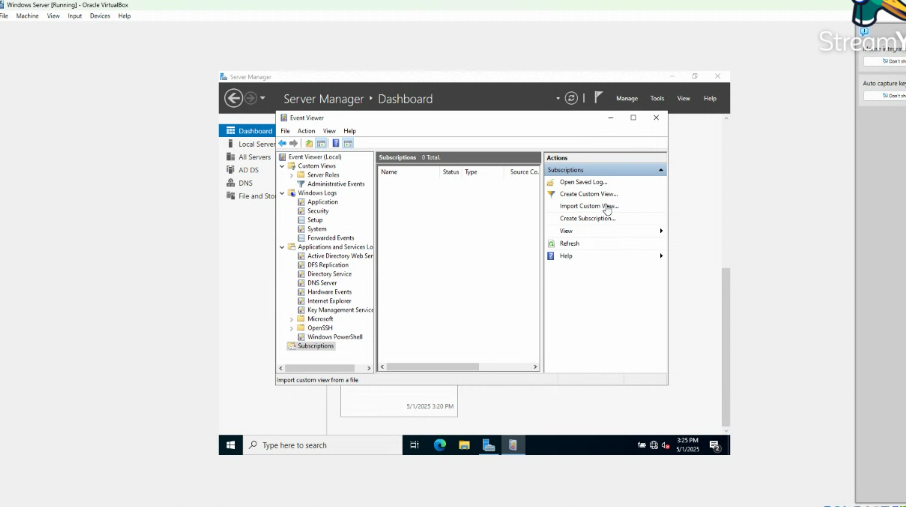 Windows Server [Running] - Oracle VirtualBox
File Machine View Input Devices Help
StreamY
Auto capture key
Server Manager
Server Manager • Dashboard
Manage Tools View Help
Dashboard
Local Server
All Servers
AD DS
DNS
File and Sto
Event Viewer
File Action View Help
Event Viewer (Local)
Custom Views
Server Roles
Administrative Events
Windows Logs
Application
Security
Setup
System
Forwarded Events
Applications and Services Lo
Active Directory Web Ser
DFS Replication
Directory Service
DNS Server
Hardware Events
Internet Explorer
Key Management Service
Microsoft
OpenSSH
Windows PowerShell
Subscriptions
Subscriptions 0 Total.
Name Status Type Source Co...
Actions
Subscriptions
Open Saved Log...
Create Custom View...
Import Custom View...
Create Subscription...
View
Refresh
Help
Import custom view from a file
5/1/2025 3:20 PM
Type here to search
3:25 PM
5/1/2025
2